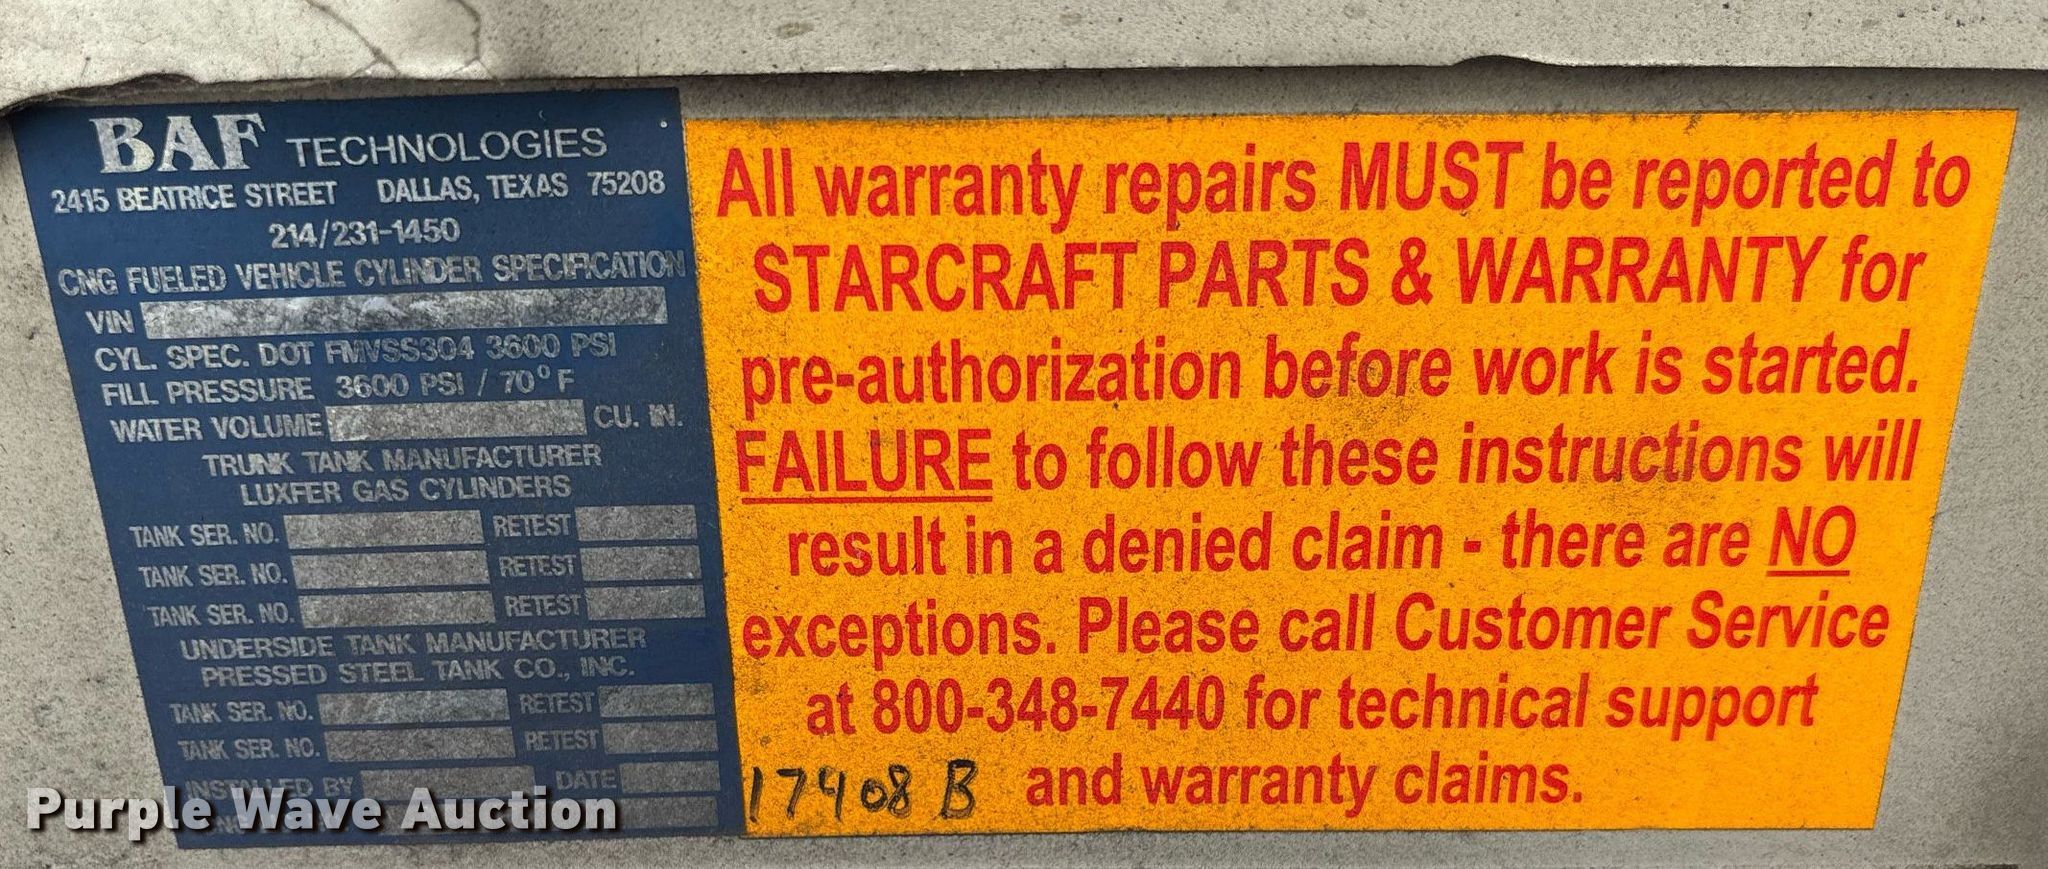 BAF TECHNOLOGIES
2415 BEATRICE STREET DALLAS, TEXAS 75208
214/231-1450
CNG FUELED VEHICLE CYLINDER SPECIFICATION
VIN
CYL. SPEC. DOT FMVSS304 3600 PSI
FILL PRESSURE 3600 PSI / 70° F
WATER VOLUME CU. IN.
TRUNK TANK MANUFACTURER
LUXFER GAS CYLINDERS
TANK SER. NO. RETEST
TANK SER. NO. RETEST
TANK SER. NO. RETEST
UNDERSIDE TANK MANUFACTURER
PRESSED STEEL TANK CO., INC.
TANK SER. NO. RETEST
TANK SER. NO. RETEST
INSTALLED BY DATE
All warranty repairs MUST be reported to
STARCRAFT PARTS & WARRANTY for
pre-authorization before work is started.
FAILURE to follow these instructions will
result in a denied claim - there are NO
exceptions. Please call Customer Service
at 800-348-7440 for technical support
and warranty claims.
17408 B
Purple Wave Auction